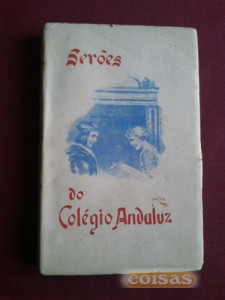 Serões
do
Colégio Andaluz
coisas